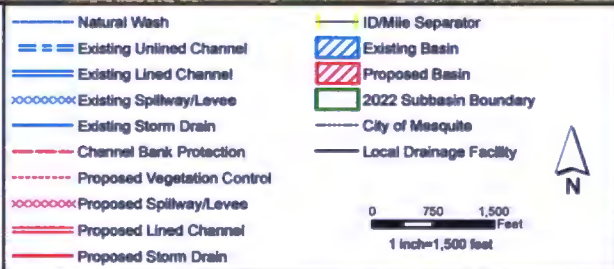 Natural Wash
Existing Unlined Channel
Existing Lined Channel
Existing Spillway/Levee
Existing Storm Drain
Channel Bank Protection
Proposed Vegetation Control
Proposed Spillway/Levee
Proposed Lined Channel
Proposed Storm Drain
ID/Mile Separator
Existing Basin
Proposed Basin
2022 Subbasin Boundary
City of Mesquite
Local Drainage Facility
N
0 750 1,500
Feet
1 inch=1,500 feet